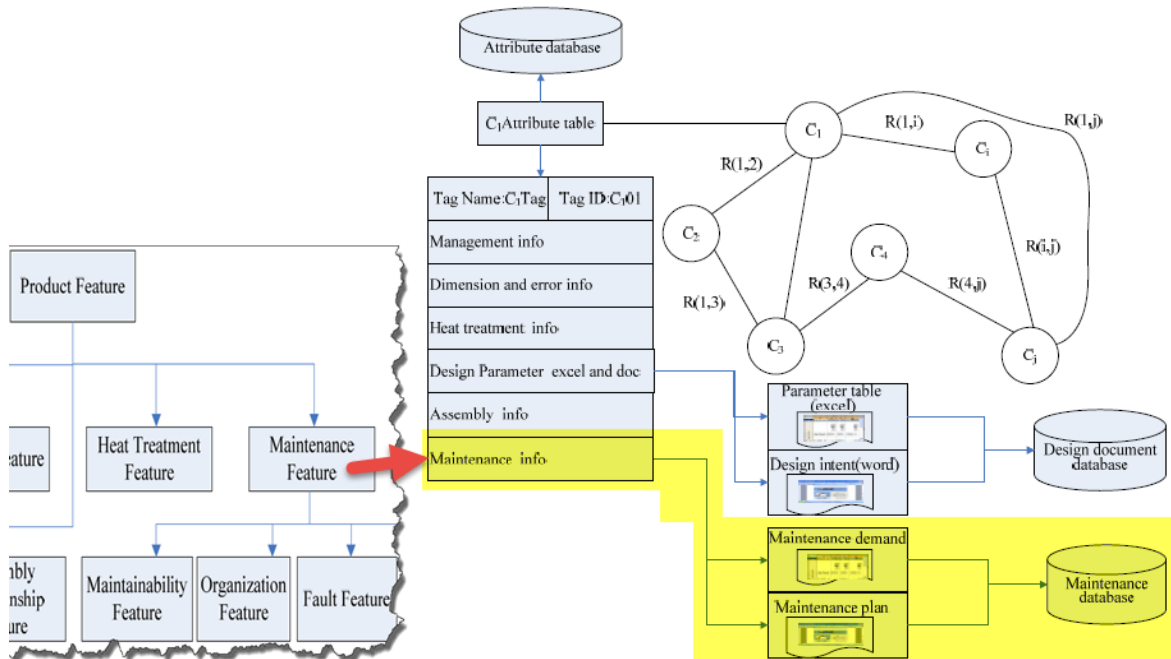 Attribute database
C₁Attribute table
Tag Name:C₁Tag
Tag ID:C₁01
Management info
Dimension and error info
Heat treatment info
Design Parameter excel and doc
Assembly info
Maintenance info
C₁
R(1,i)
R(1,j)
Cᵢ
R(1,2)
C₂
C₄
R(i,j)
R(3,4)
R(4,j)
R(1,3)
C₃
Cⱼ
Parameter table
(excel)
Design intent(word)
Design document
database
Maintenance demand
Maintenance plan
Maintenance
database
Product Feature
eature
Heat Treatment
Feature
Maintenance
Feature
mbly
nship
ure
Maintainability
Feature
Organization
Feature
Fault Feature